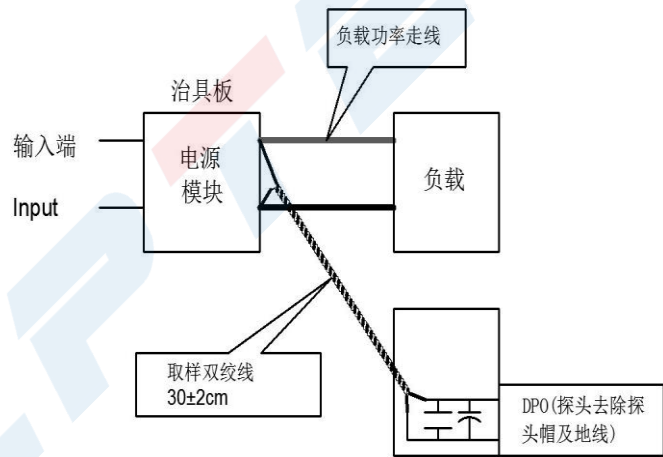 负载功率走线
治具板
输入端
Input
电源
模块
负载
取样双绞线
30±2cm
DPO(探头去除探
头帽及地线)